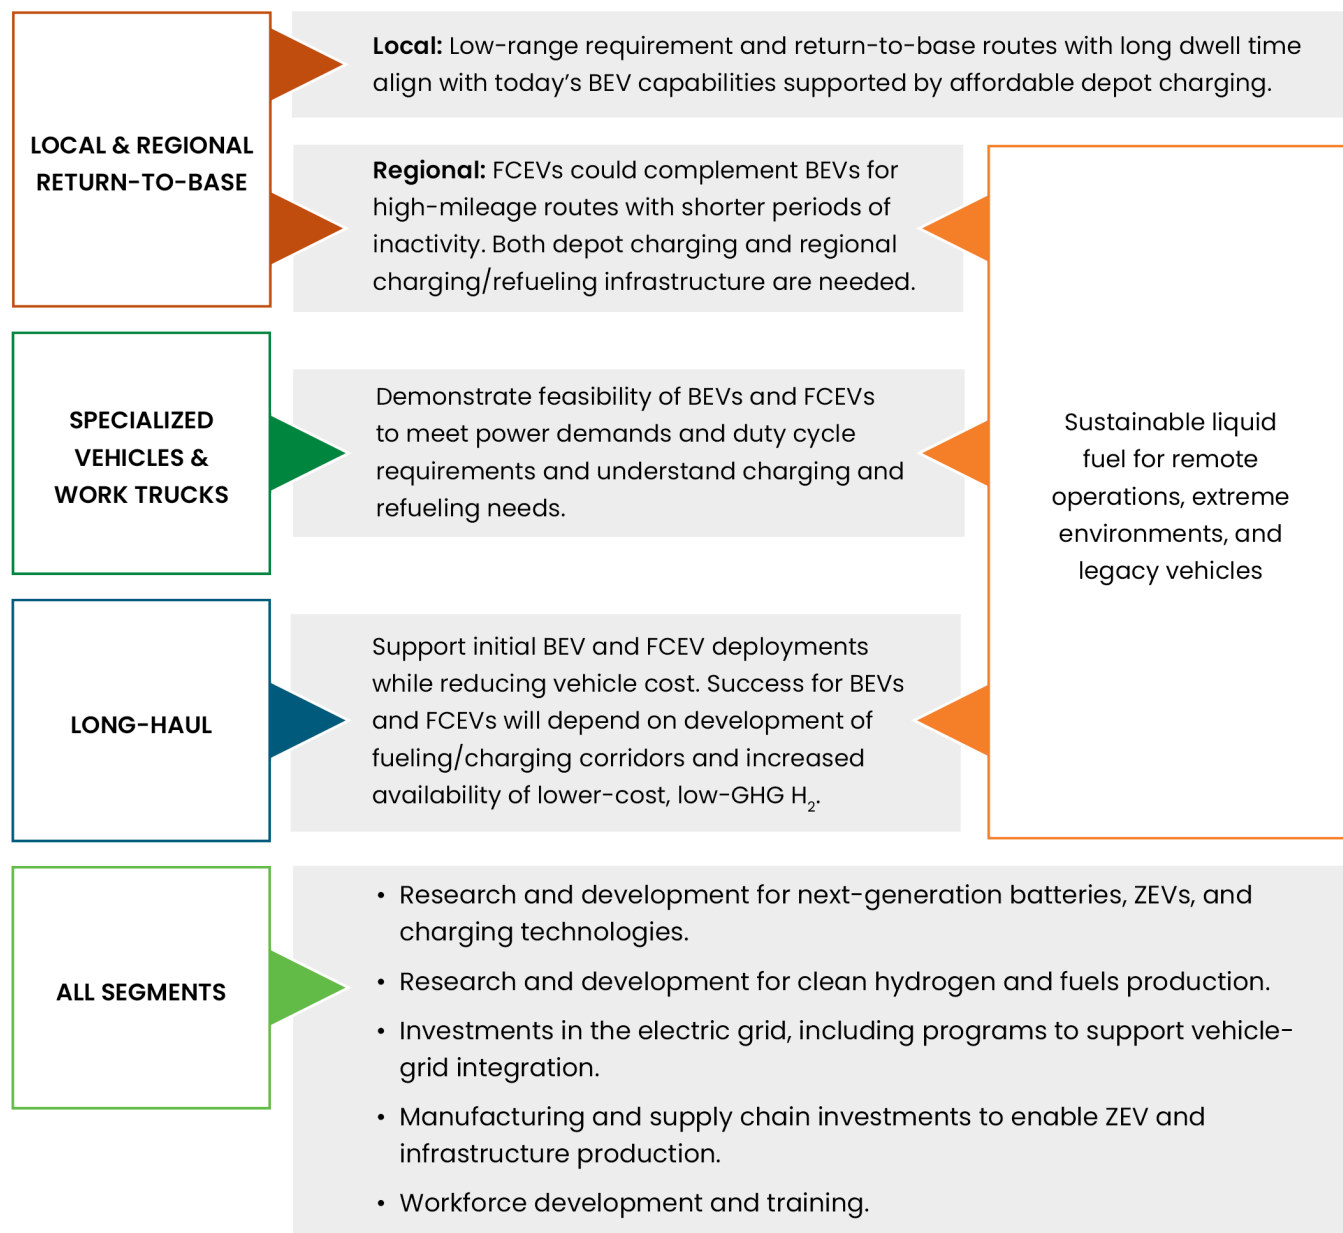 LOCAL & REGIONAL
RETURN-TO-BASE
Local: Low-range requirement and return-to-base routes with long dwell time
align with today’s BEV capabilities supported by affordable depot charging.
Regional: FCEVs could complement BEVs for
high-mileage routes with shorter periods of
inactivity. Both depot charging and regional
charging/refueling infrastructure are needed.
SPECIALIZED
VEHICLES &
WORK TRUCKS
Demonstrate feasibility of BEVs and FCEVs
to meet power demands and duty cycle
requirements and understand charging and
refueling needs.
LONG-HAUL
Support initial BEV and FCEV deployments
while reducing vehicle cost. Success for BEVs
and FCEVs will depend on development of
fueling/charging corridors and increased
availability of lower-cost, low-GHG H₂.
Sustainable liquid
fuel for remote
operations, extreme
environments, and
legacy vehicles
ALL SEGMENTS
• Research and development for next-generation batteries, ZEVs, and
charging technologies.
• Research and development for clean hydrogen and fuels production.
• Investments in the electric grid, including programs to support vehicle-
grid integration.
• Manufacturing and supply chain investments to enable ZEV and
infrastructure production.
• Workforce development and training.